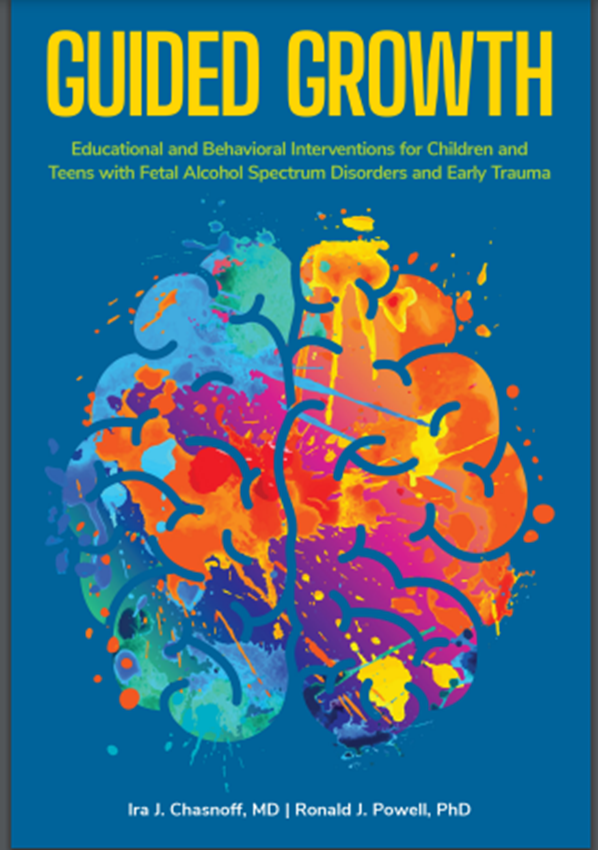 GUIDED GROWTH
Educational and Behavioral Interventions for Children and
Teens with Fetal Alcohol Spectrum Disorders and Early Trauma
Ira J. Chasnoff, MD | Ronald J. Powell, PhD